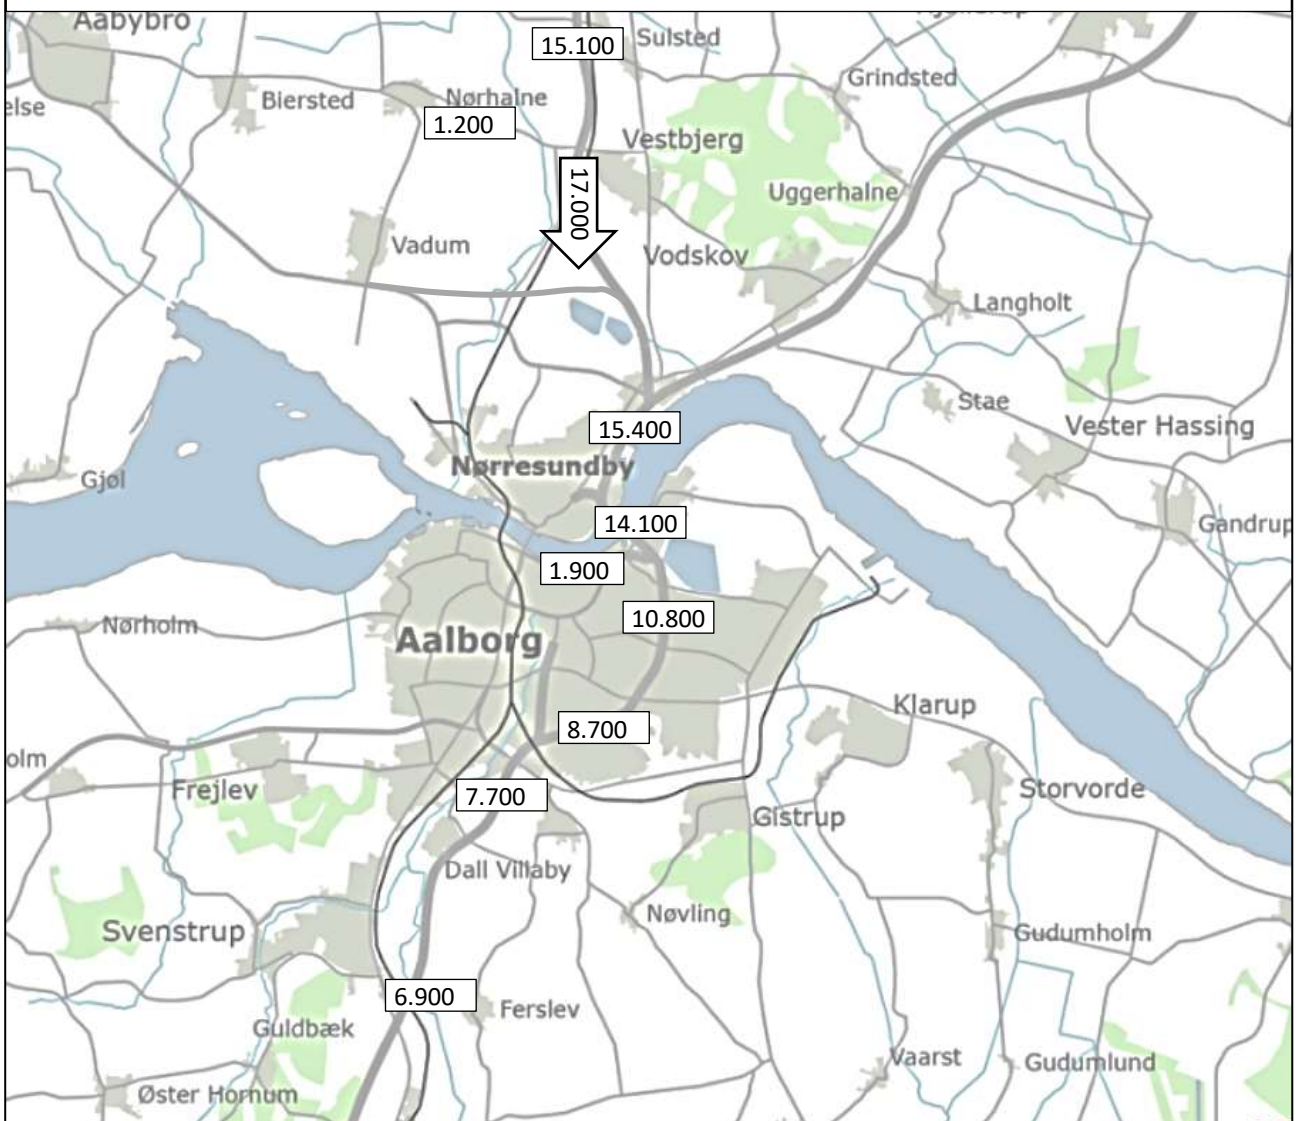 Aabybro
15.100
Sulsted
Grindsted
else
Biersted
Nørhalne
1.200
Vestbjerg
17.000
Uggerhalne
Vadum
Vodskov
Langholt
Stae
15.400
Vester Hassing
Nørresundby
Gjøl
14.100
Gandrup
1.900
10.800
Nørholm
Aalborg
Klarup
8.700
olm
Frejlev
7.700
Storvorde
Gistrup
Dall Villaby
Nøvling
Svenstrup
Gudumholm
6.900
Ferslev
Guldbæk
Vaarst
Gudumlund
Øster Hornum